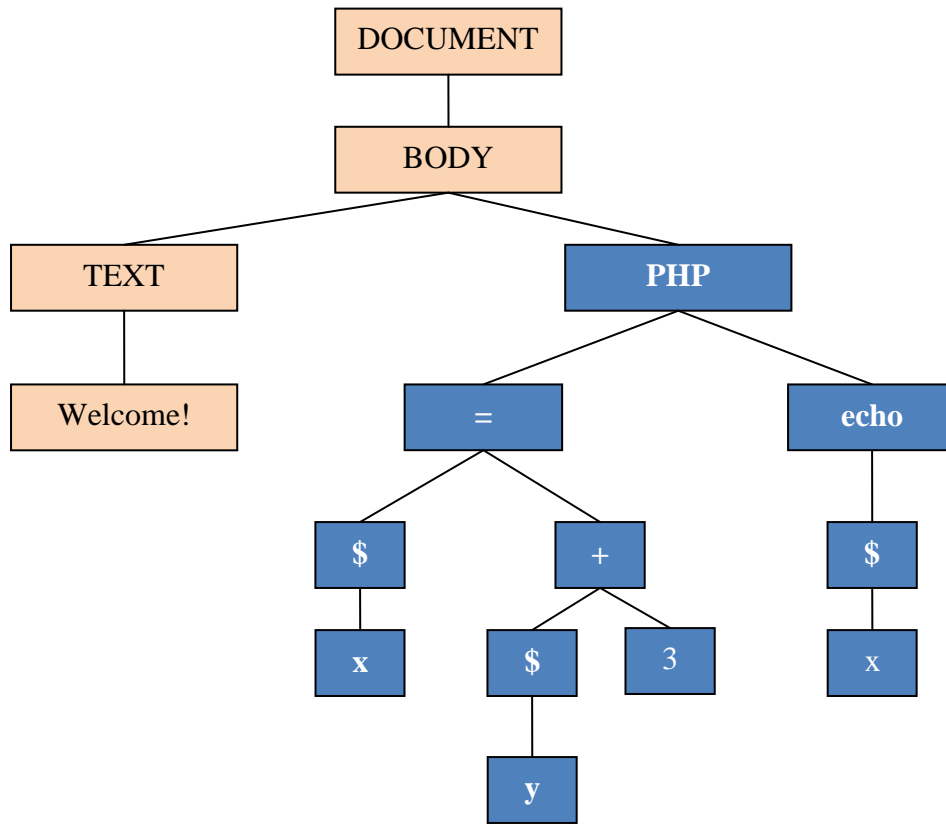 DOCUMENT
BODY
TEXT
PHP
Welcome!
=
echo
$
+
$
x
$
3
x
y